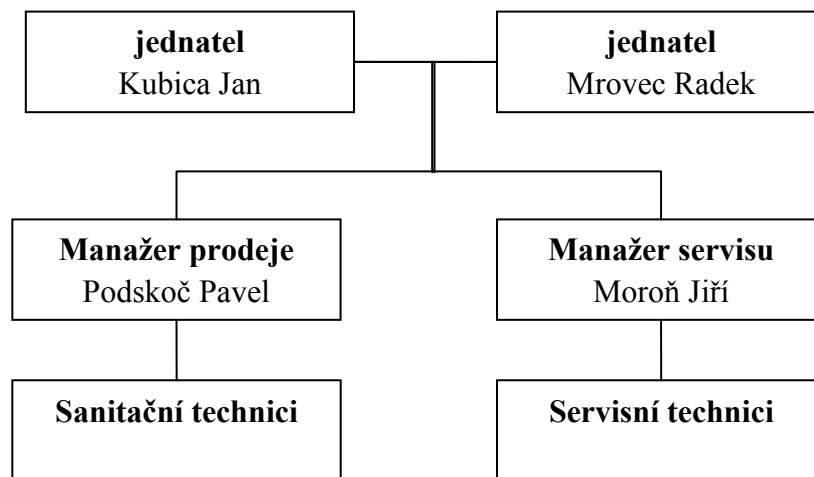 jednatel
Kubica Jan
jednatel
Mrovec Radek
Manažer prodeje
Podskoč Pavel
Manažer servisu
Moroň Jiří
Sanitační technici
Servisní technici